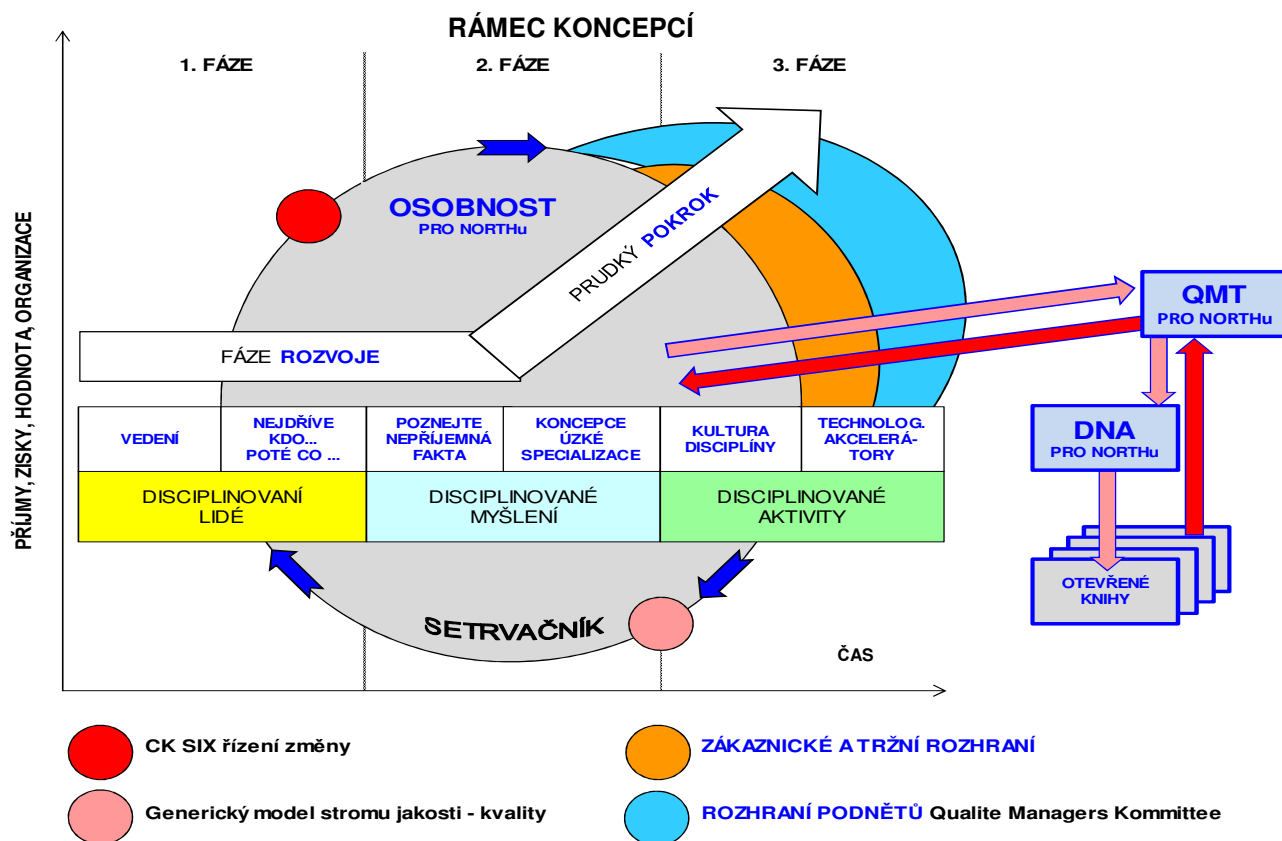 RÁMEC KONCEPCÍ
1. FÁZE
2. FÁZE
3. FÁZE
PŘÍJMY, ZISKY, HODNOTA, ORGANIZACE
OSOBNOST
PRO NORTHu
PRUDKÝ POKROK
FÁZE ROZVOJE
QMT
PRO NORTHu
VEDENÍ
NEJDŘÍVE
KDO...
POTÉ CO ...
POZNEJTE
NEPŘÍJEMNÁ
FAKTA
KONCEPCE
ÚZKÉ
SPECIALIZACE
KULTURA
DISCIPLÍNY
TECHNOLOG.
AKCELERÁ-
TORY
DNA
PRO NORTHu
DISCIPLINOVANÍ
LIDÉ
DISCIPLINOVANÉ
MYŠLENÍ
DISCIPLINOVANÉ
AKTIVITY
OTEVŘENÉ
KNIHY
SETRVAČNÍK
ČAS
CK SIX řízení změny
ZÁKAZNICKÉ A TRŽNÍ ROZHRANÍ
Generický model stromu jakosti - kvality
ROZHRANÍ PODNĚTŮ Qualite Managers Kommittee